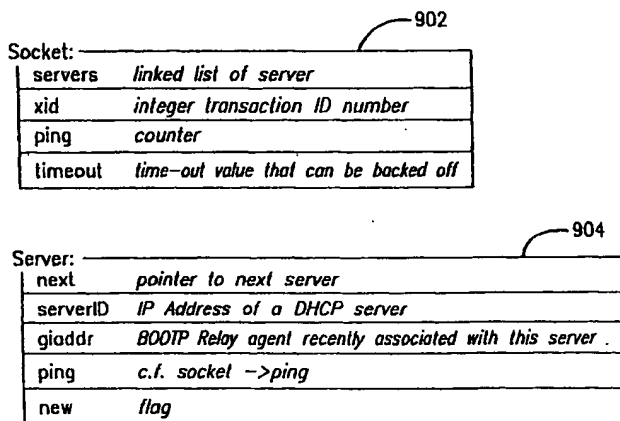 902
Socket:
servers linked list of server
xid integer transaction ID number
ping counter
timeout time-out value that can be backed off
904
Server:
next pointer to next server
serverID IP Address of a DHCP server
giaddr BOOTP Relay agent recently associated with this server .
ping c.f. socket ->ping
new flag